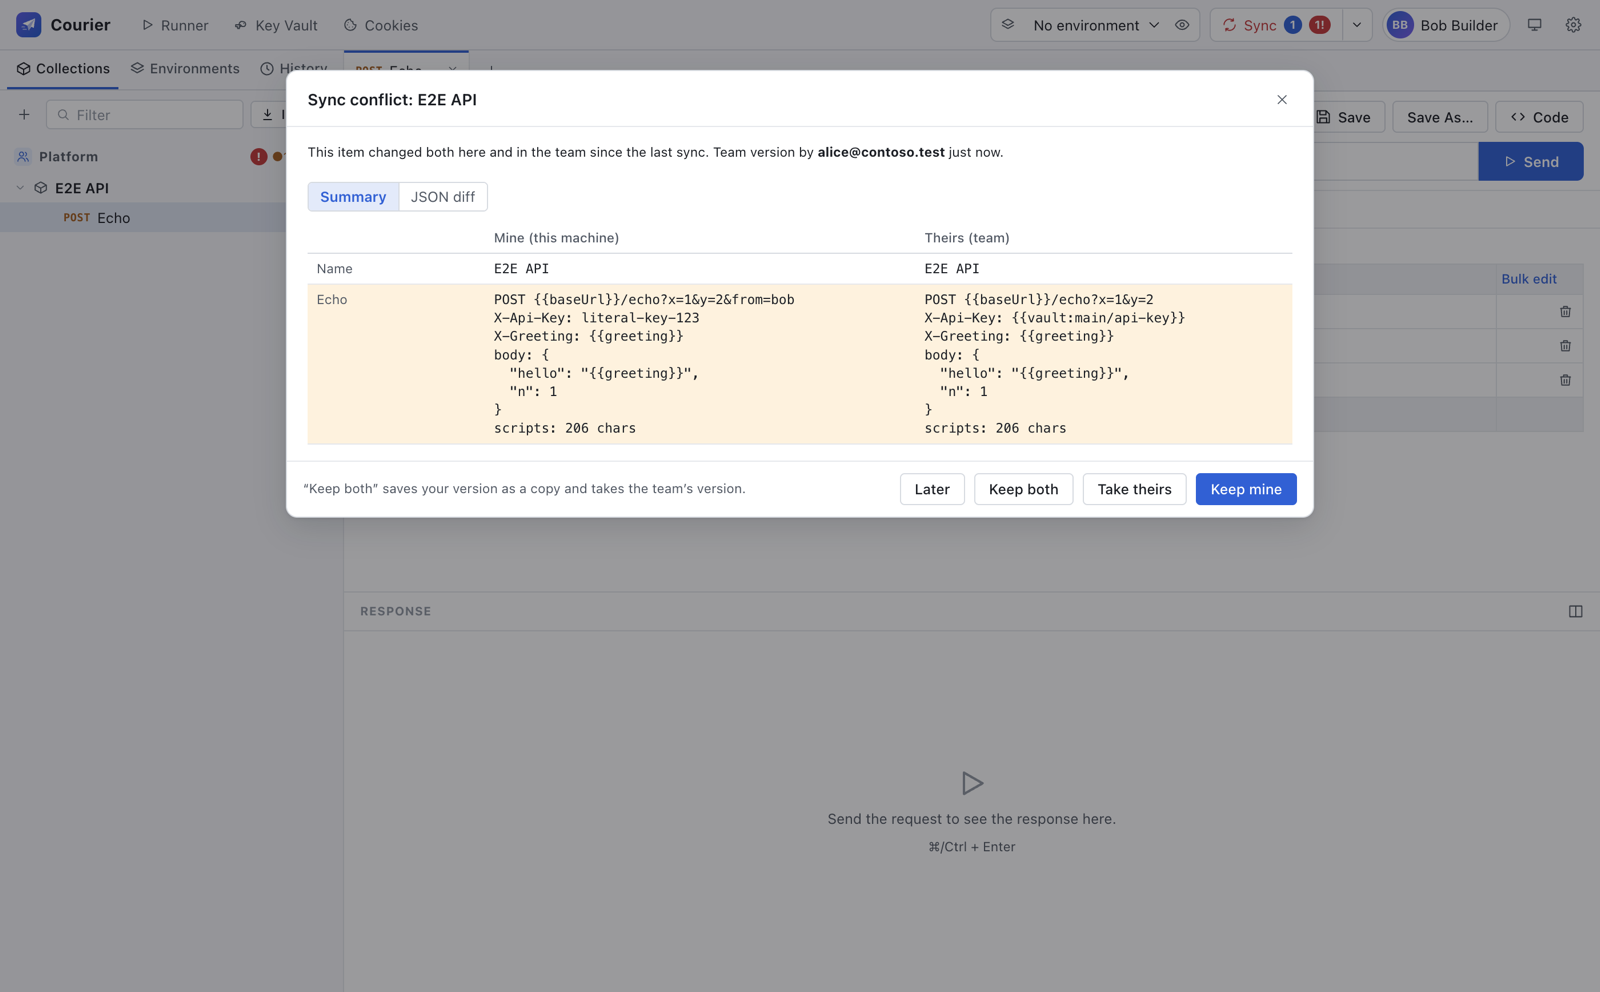 Courier
Runner
Key Vault
Cookies
No environment
Sync
1
1!
BB
Bob Builder
Collections
Environments
History
POST Echo
Filter
Save
Save As...
Code
Platform
E2E API
POST Echo
Send
Bulk edit
Sync conflict: E2E API
This item changed both here and in the team since the last sync. Team version by alice@contoso.test just now.
Summary
JSON diff
Mine (this machine)
Theirs (team)
Name
E2E API
E2E API
Echo
POST {{baseUrl}}/echo?x=1&y=2&from=bob
X-Api-Key: literal-key-123
X-Greeting: {{greeting}}
body: {
"hello": "{{greeting}}",
"n": 1
}
scripts: 206 chars
POST {{baseUrl}}/echo?x=1&y=2
X-Api-Key: {{vault:main/api-key}}
X-Greeting: {{greeting}}
body: {
"hello": "{{greeting}}",
"n": 1
}
scripts: 206 chars
“Keep both” saves your version as a copy and takes the team’s version.
Later
Keep both
Take theirs
Keep mine
RESPONSE
Send the request to see the response here.
⌘/Ctrl + Enter